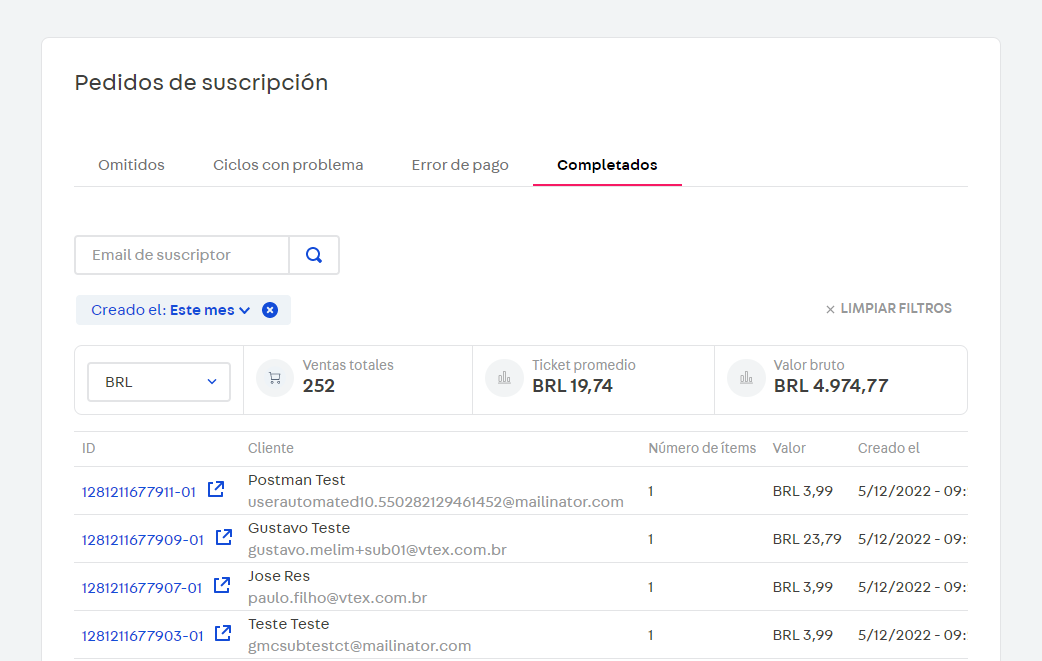 Pedidos de suscripción
Omitidos Ciclos con problema Error de pago Completados
Email de suscriptor
Creado el: Este mes LIMPIAR FILTROS
BRL Ventas totales 252 Ticket promedio BRL 19,74 Valor bruto BRL 4.974,77
ID Cliente Número de ítems Valor Creado el
1281211677911-01 Postman Test userautomated10.550282129461452@mailinator.com 1 BRL 3,99 5/12/2022 - 09:
1281211677909-01 Gustavo Teste gustavo.melim+sub01@vtex.com.br 1 BRL 23,79 5/12/2022 - 09:
1281211677907-01 Jose Res paulo.filho@vtex.com.br 1 BRL 3,99 5/12/2022 - 09:
1281211677903-01 Teste Teste gmcsubtestct@mailinator.com 1 BRL 3,99 5/12/2022 - 09: